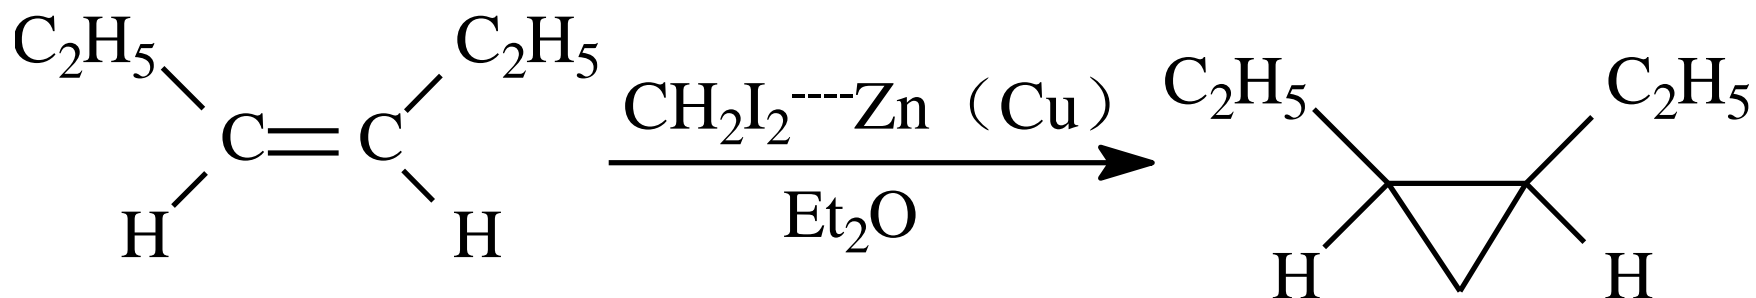 C₂H₅ C₂H₅
C=C
H H
CH₂I₂----Zn（Cu）
Et₂O
C₂H₅ C₂H₅
H H